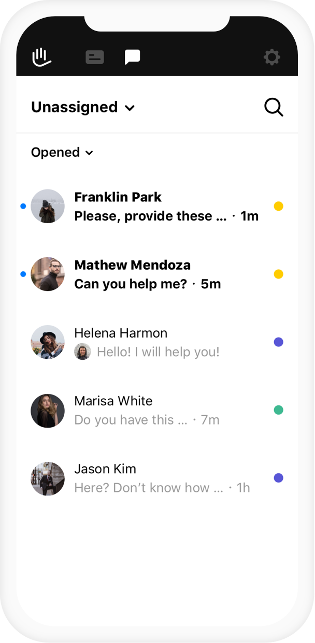 Unassigned
Opened
Franklin Park
Please, provide these ... · 1m
Mathew Mendoza
Can you help me? · 5m
Helena Harmon
Hello! I will help you!
Marisa White
Do you have this ... · 7m
Jason Kim
Here? Don’t know how ... · 1h